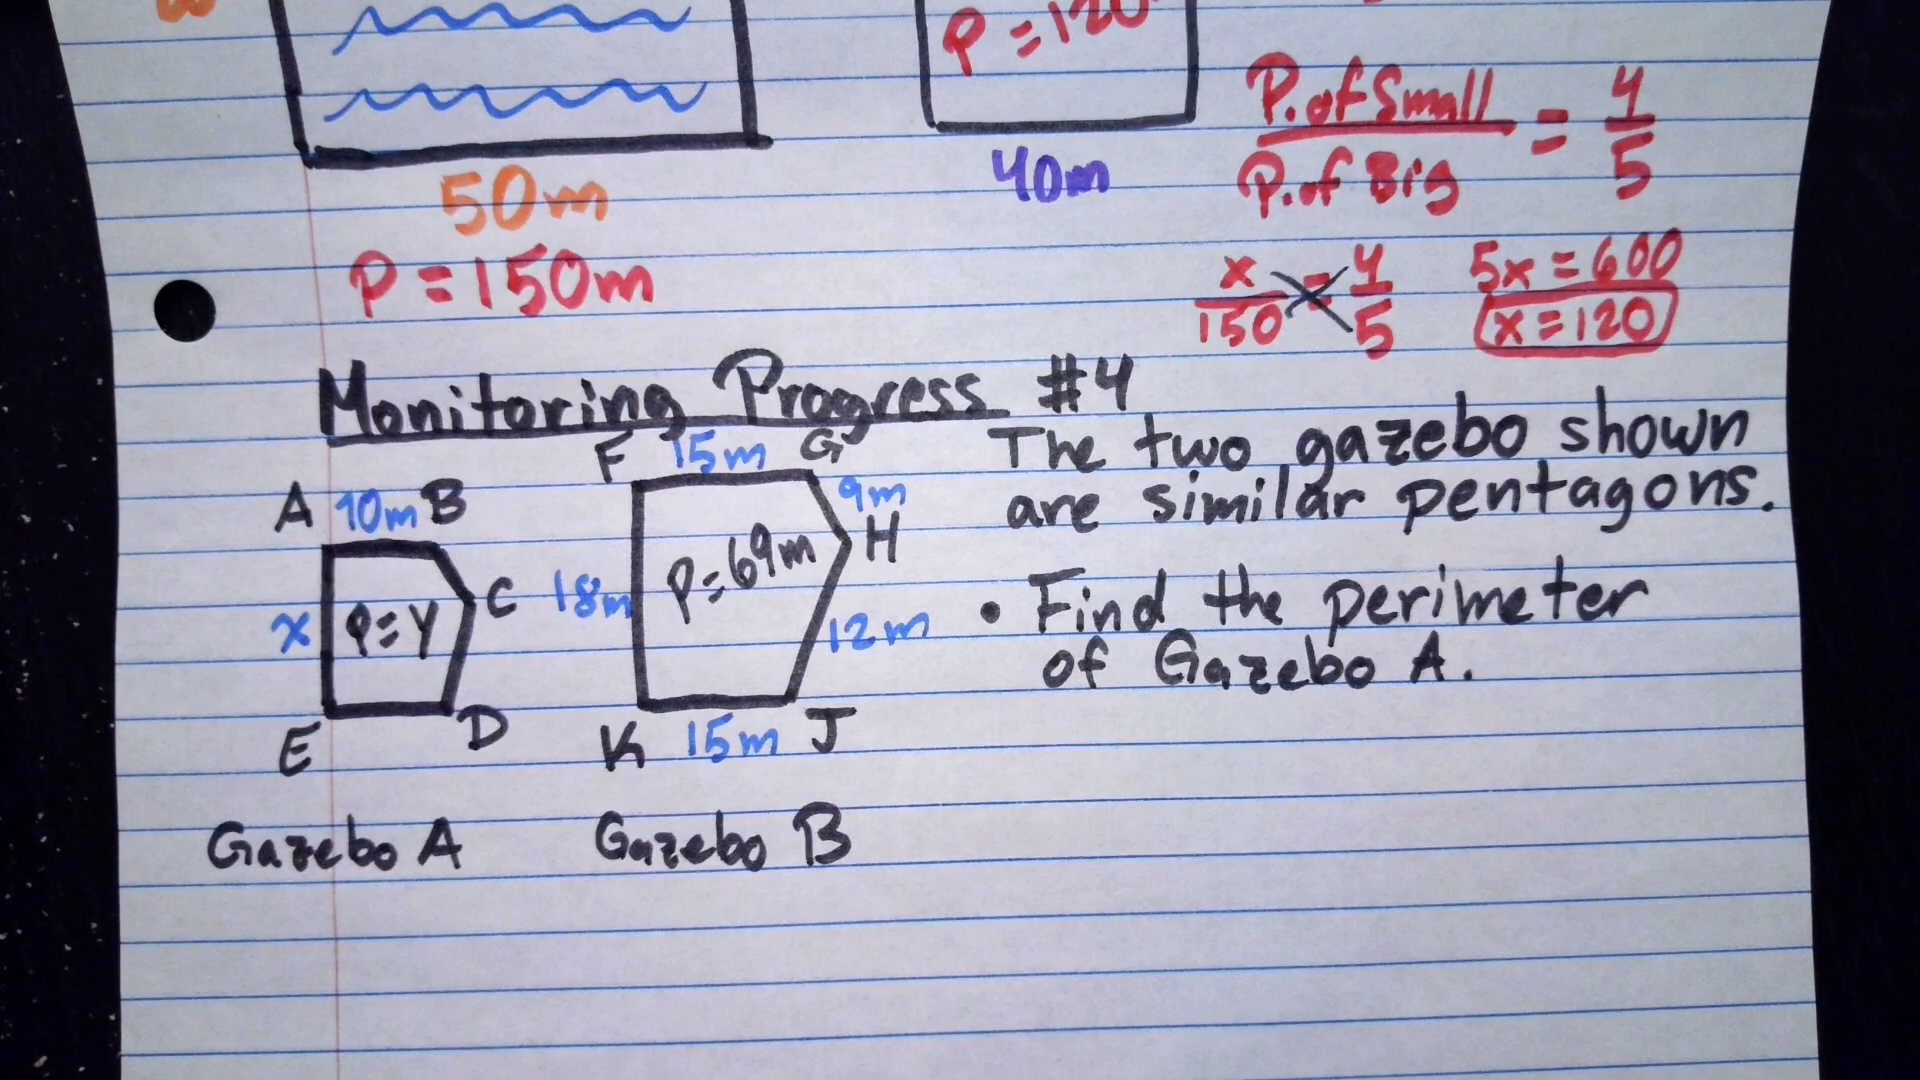 P = 120
P. of Small
P. of Big
=
4
5
50m
40m
P = 150m
x
150
=
4
5
5x = 600
x = 120
Monitoring Progress #4
F 15m G
The two gazebo shown
A 10m B
9m
are similar pentagons.
H
P = 69m
x
P = Y
C
18m
12m
• Find the perimeter
of Gazebo A.
E
D
K 15m J
Gazebo A
Gazebo B